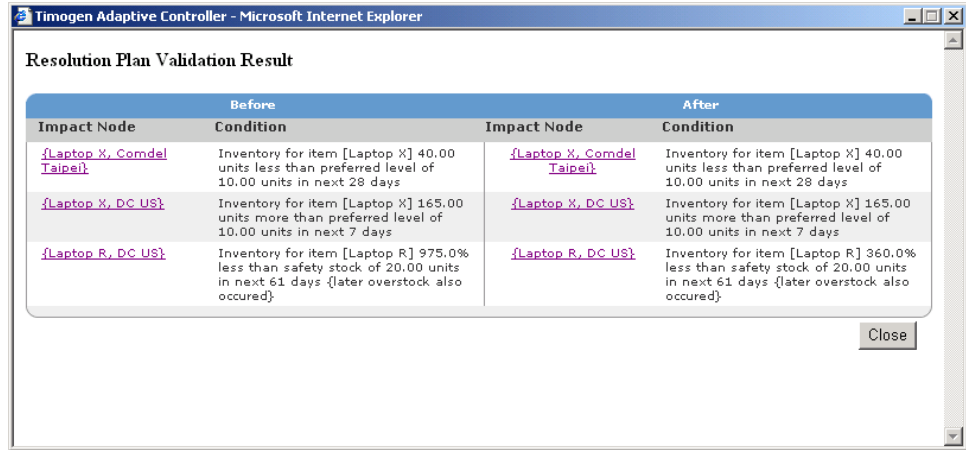 Timogen Adaptive Controller - Microsoft Internet Explorer
Resolution Plan Validation Result
Before After
Impact Node Condition Impact Node Condition
{Laptop X, Comdel
Taipei}
Inventory for item [Laptop X] 40.00
units less than preferred level of
10.00 units in next 28 days
{Laptop X, Comdel
Taipei}
Inventory for item [Laptop X] 40.00
units less than preferred level of
10.00 units in next 28 days
{Laptop X, DC US}
Inventory for item [Laptop X] 165.00
units more than preferred level of
10.00 units in next 7 days
{Laptop X, DC US}
Inventory for item [Laptop X] 165.00
units more than preferred level of
10.00 units in next 7 days
{Laptop R, DC US}
Inventory for item [Laptop R] 975.0%
less than safety stock of 20.00 units
in next 61 days {later overstock also
occured}
{Laptop R, DC US}
Inventory for item [Laptop R] 360.0%
less than safety stock of 20.00 units
in next 61 days {later overstock also
occured}
Close